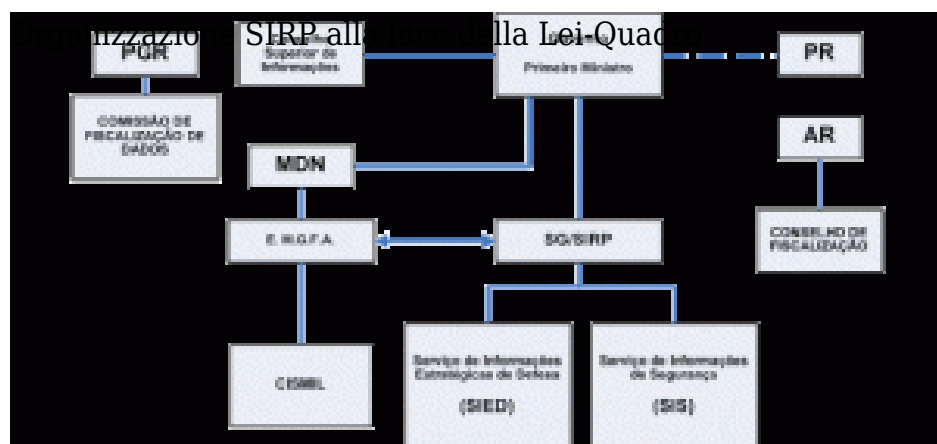 Organizzazione SIRP alla luce della Lei-Quadro
PGR
Superior de
Informações
Primeiro Ministro
PR
COMISSÃO DE
FISCALIZAÇÃO DE
DADOS
MDN
AR
E.M.G.F.A.
SG/SIRP
CONSELHO DE
FISCALIZAÇÃO
CISMIL
Serviço de Informações
Estratégicas de Defesa
(SIED)
Serviço de Informações
de Segurança
(SIS)